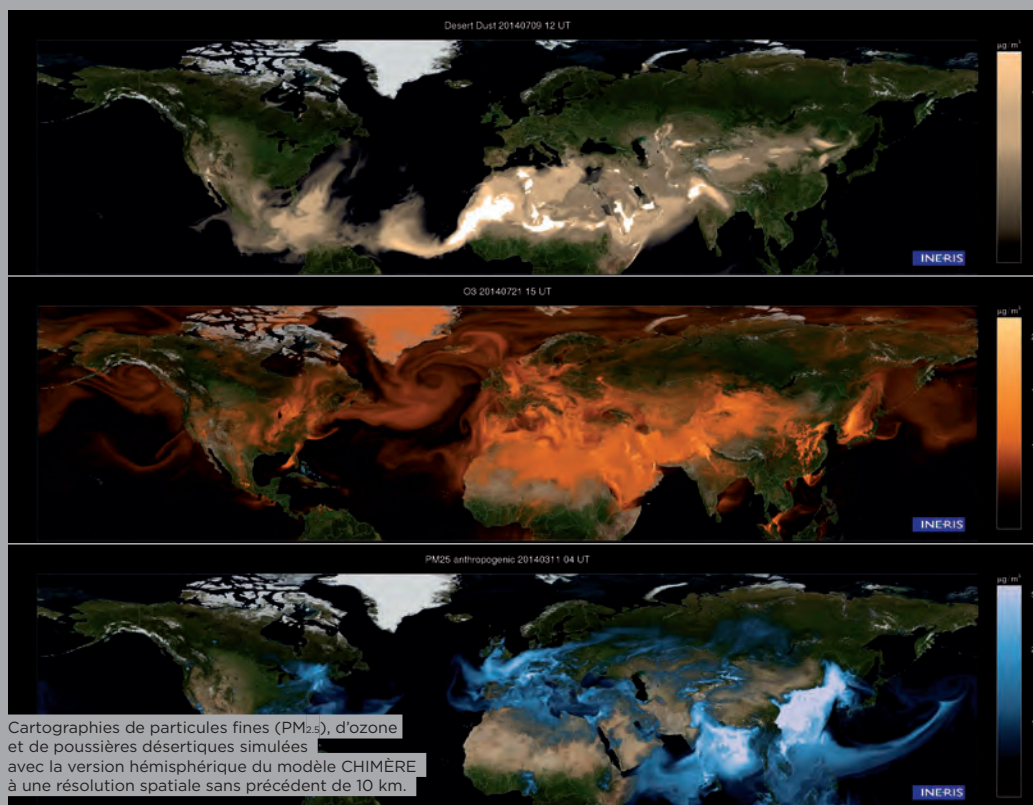 Desert Dust 20140709 12 UT
µg m³
INERIS
O3 20140721 15 UT
µg m³
INERIS
PM25 anthropogenic 20140311 04 UT
µg m³
Cartographies de particules fines (PM2.5), d'ozone
et de poussières désertiques simulées
avec la version hémisphérique du modèle CHIMÈRE
à une résolution spatiale sans précédent de 10 km.
INERIS